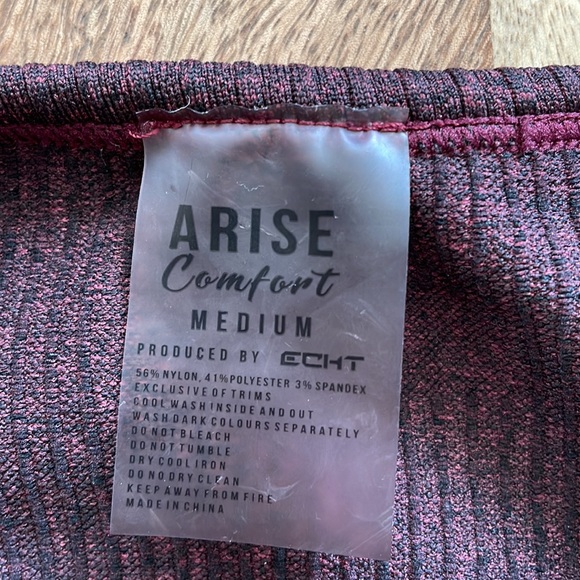 ARISE
Comfort
MEDIUM
PRODUCED BY ECHT
56% NYLON, 41% POLYESTER 3% SPANDEX
EXCLUSIVE OF TRIMS
COOL WASH INSIDE AND OUT
WASH DARK COLOURS SEPARATELY
DO NOT BLEACH
DO NOT TUMBLE
DRY COOL IRON
DO NO DRY CLEAN
KEEP AWAY FROM FIRE
MADE IN CHINA